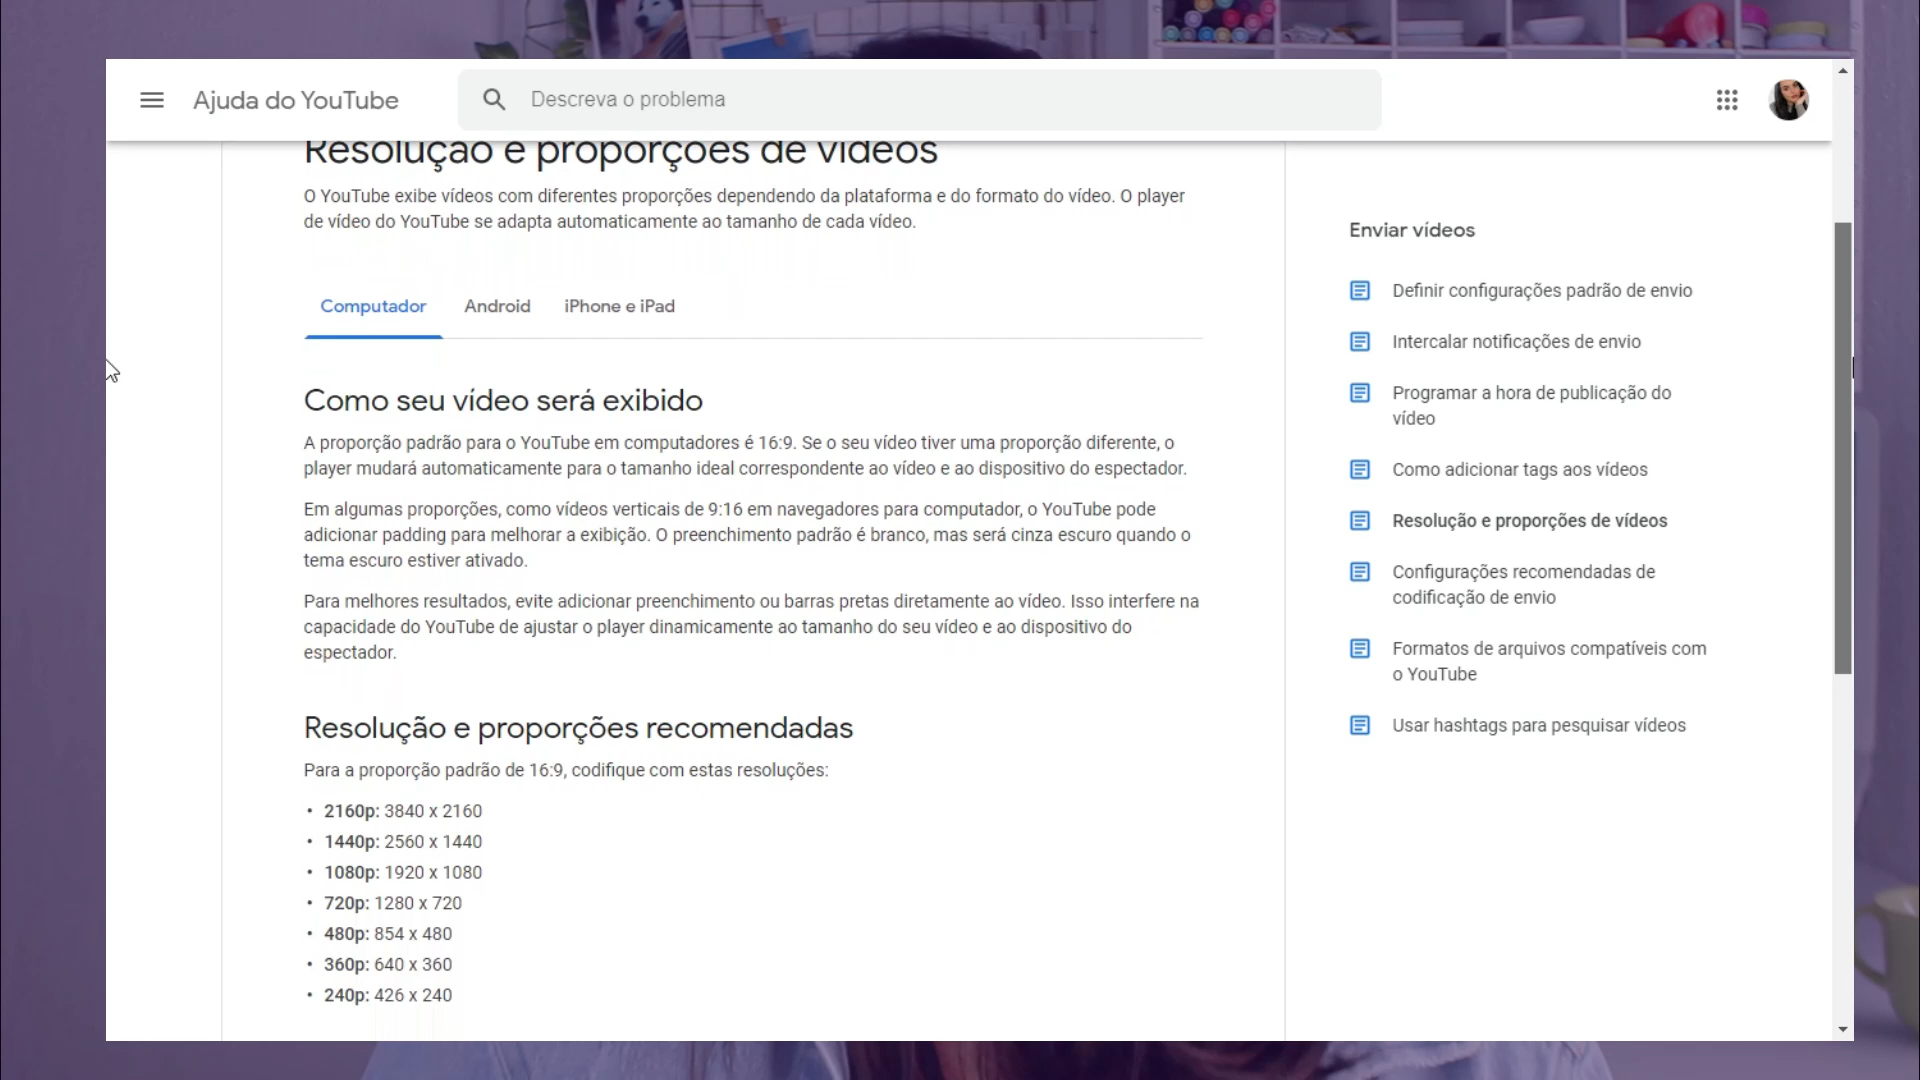 Ajuda do YouTube
Descreva o problema
Resolução e proporções de vídeos
O YouTube exibe vídeos com diferentes proporções dependendo da plataforma e do formato do vídeo. O player
de vídeo do YouTube se adapta automaticamente ao tamanho de cada vídeo.
Computador Android iPhone e iPad
Como seu vídeo será exibido
A proporção padrão para o YouTube em computadores é 16:9. Se o seu vídeo tiver uma proporção diferente, o
player mudará automaticamente para o tamanho ideal correspondente ao vídeo e ao dispositivo do espectador.
Em algumas proporções, como vídeos verticais de 9:16 em navegadores para computador, o YouTube pode
adicionar padding para melhorar a exibição. O preenchimento padrão é branco, mas será cinza escuro quando o
tema escuro estiver ativado.
Para melhores resultados, evite adicionar preenchimento ou barras pretas diretamente ao vídeo. Isso interfere na
capacidade do YouTube de ajustar o player dinamicamente ao tamanho do seu vídeo e ao dispositivo do
espectador.
Resolução e proporções recomendadas
Para a proporção padrão de 16:9, codifique com estas resoluções:
• 2160p: 3840 x 2160
• 1440p: 2560 x 1440
• 1080p: 1920 x 1080
• 720p: 1280 x 720
• 480p: 854 x 480
• 360p: 640 x 360
• 240p: 426 x 240
Enviar vídeos
Definir configurações padrão de envio
Intercalar notificações de envio
Programar a hora de publicação do
vídeo
Como adicionar tags aos vídeos
Resolução e proporções de vídeos
Configurações recomendadas de
codificação de envio
Formatos de arquivos compatíveis com
o YouTube
Usar hashtags para pesquisar vídeos